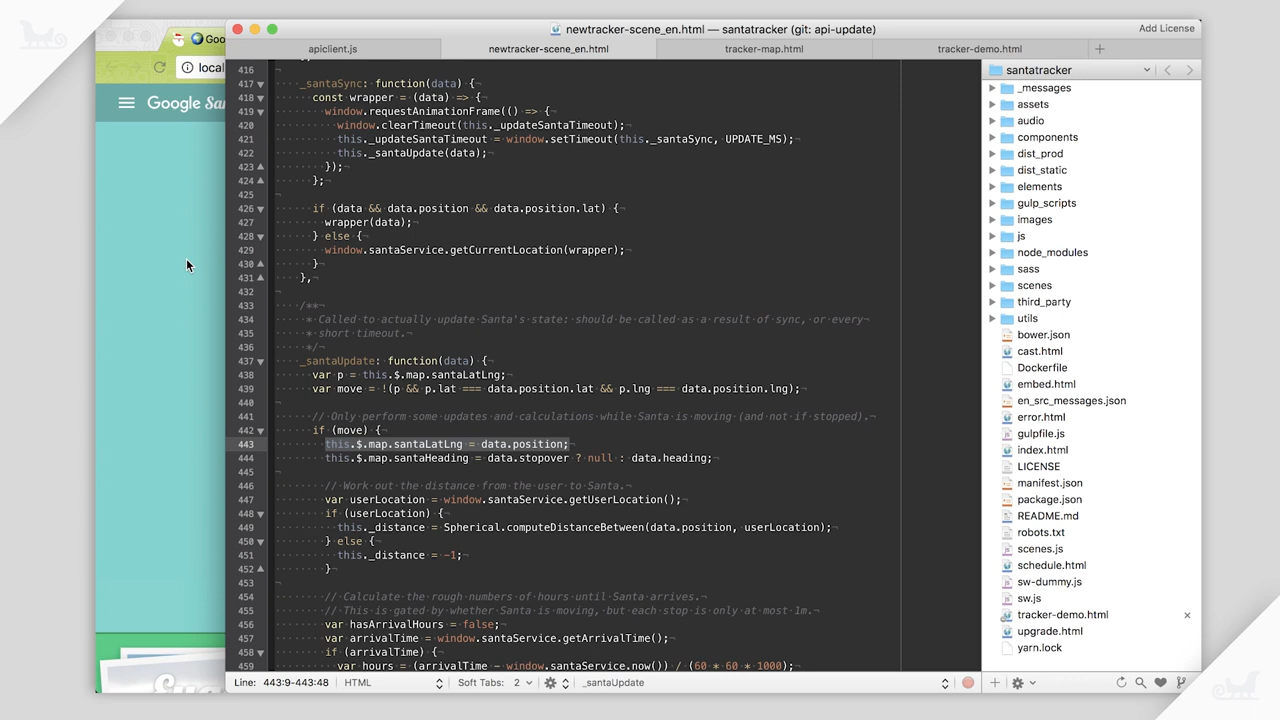 newtracker-scene_en.html — santatracker (git: api-update)
Add License
Goo
local
Google Sa
apiclient.js
newtracker-scene_en.html
tracker-map.html
tracker-demo.html
416
417 _santaSync: function(data) {
418 const wrapper = (data) => {
419 window.requestAnimationFrame(() => {
420 window.clearTimeout(this._updateSantaTimeout);
421 this._updateSantaTimeout = window.setTimeout(this._santaSync, UPDATE_MS);
422 this._santaUpdate(data);
423 });
424 };
425
426 if (data && data.position && data.position.lat) {
427 wrapper(data);
428 } else {
429 window.santaService.getCurrentLocation(wrapper);
430 }
431 },
432
433 /**
434 * Called to actually update Santa's state: should be called as a result of sync, or every
435 * short timeout.
436 */
437 _santaUpdate: function(data) {
438 var p = this.$.map.santaLatLng;
439 var move = !(p && p.lat === data.position.lat && p.lng === data.position.lng);
440
441 // Only perform some updates and calculations while Santa is moving (and not if stopped).
442 if (move) {
443 this.$.map.santaLatLng = data.position;
444 this.$.map.santaHeading = data.stopover ? null : data.heading;
445
446 // Work out the distance from the user to Santa.
447 var userLocation = window.santaService.getUserLocation();
448 if (userLocation) {
449 this._distance = Spherical.computeDistanceBetween(data.position, userLocation);
450 } else {
451 this._distance = -1;
452 }
453
454 // Calculate the rough numbers of hours until Santa arrives.
455 // This is gated by whether Santa is moving, but each stop is only at most 1m.
456 var hasArrivalHours = false;
457 var arrivalTime = window.santaService.getArrivalTime();
458 if (arrivalTime) {
459 var hours = (arrivalTime - window.santaService.now()) / (60 * 60 * 1000);
santatracker
_messages
assets
audio
components
dist_prod
dist_static
elements
gulp_scripts
images
js
node_modules
sass
scenes
third_party
utils
bower.json
cast.html
Dockerfile
embed.html
en_src_messages.json
error.html
gulpfile.js
index.html
LICENSE
manifest.json
package.json
README.md
robots.txt
scenes.js
schedule.html
sw-dummy.js
sw.js
tracker-demo.html
upgrade.html
yarn.lock
Line: 443:9-443:48
HTML
Soft Tabs: 2
_santaUpdate